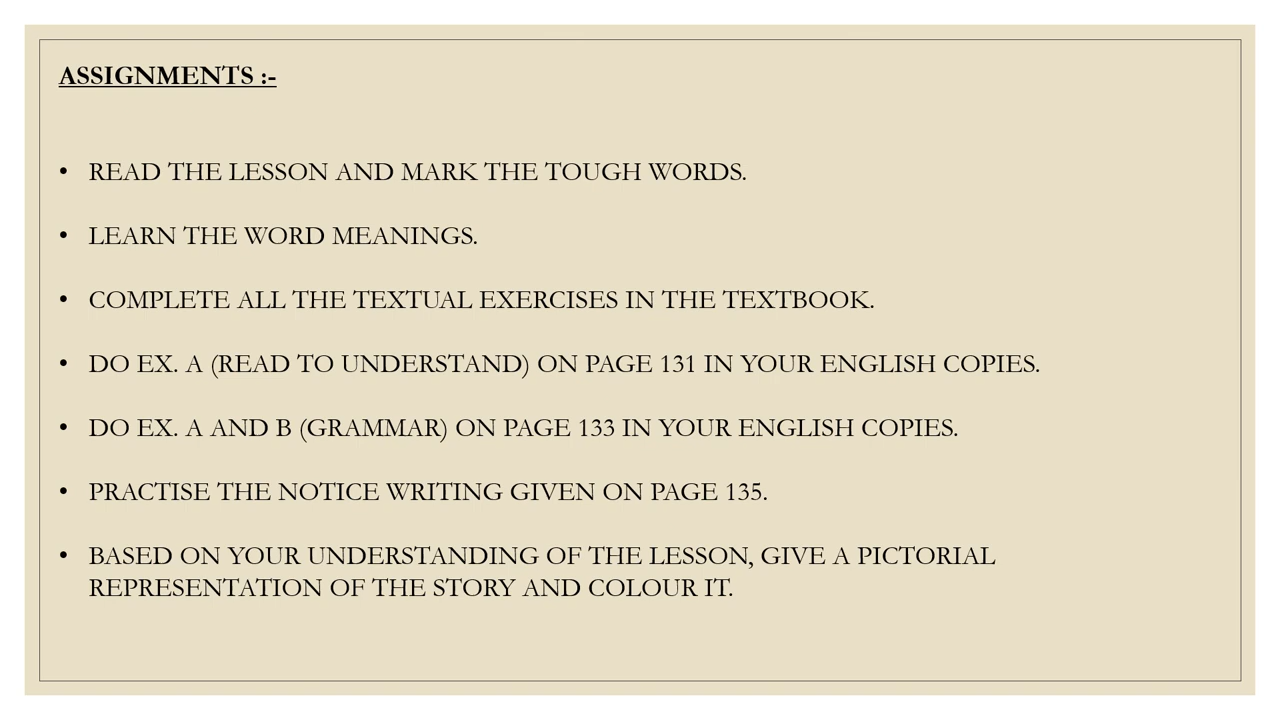 ASSIGNMENTS :-
• READ THE LESSON AND MARK THE TOUGH WORDS.
• LEARN THE WORD MEANINGS.
• COMPLETE ALL THE TEXTUAL EXERCISES IN THE TEXTBOOK.
• DO EX. A (READ TO UNDERSTAND) ON PAGE 131 IN YOUR ENGLISH COPIES.
• DO EX. A AND B (GRAMMAR) ON PAGE 133 IN YOUR ENGLISH COPIES.
• PRACTISE THE NOTICE WRITING GIVEN ON PAGE 135.
• BASED ON YOUR UNDERSTANDING OF THE LESSON, GIVE A PICTORIAL
REPRESENTATION OF THE STORY AND COLOUR IT.